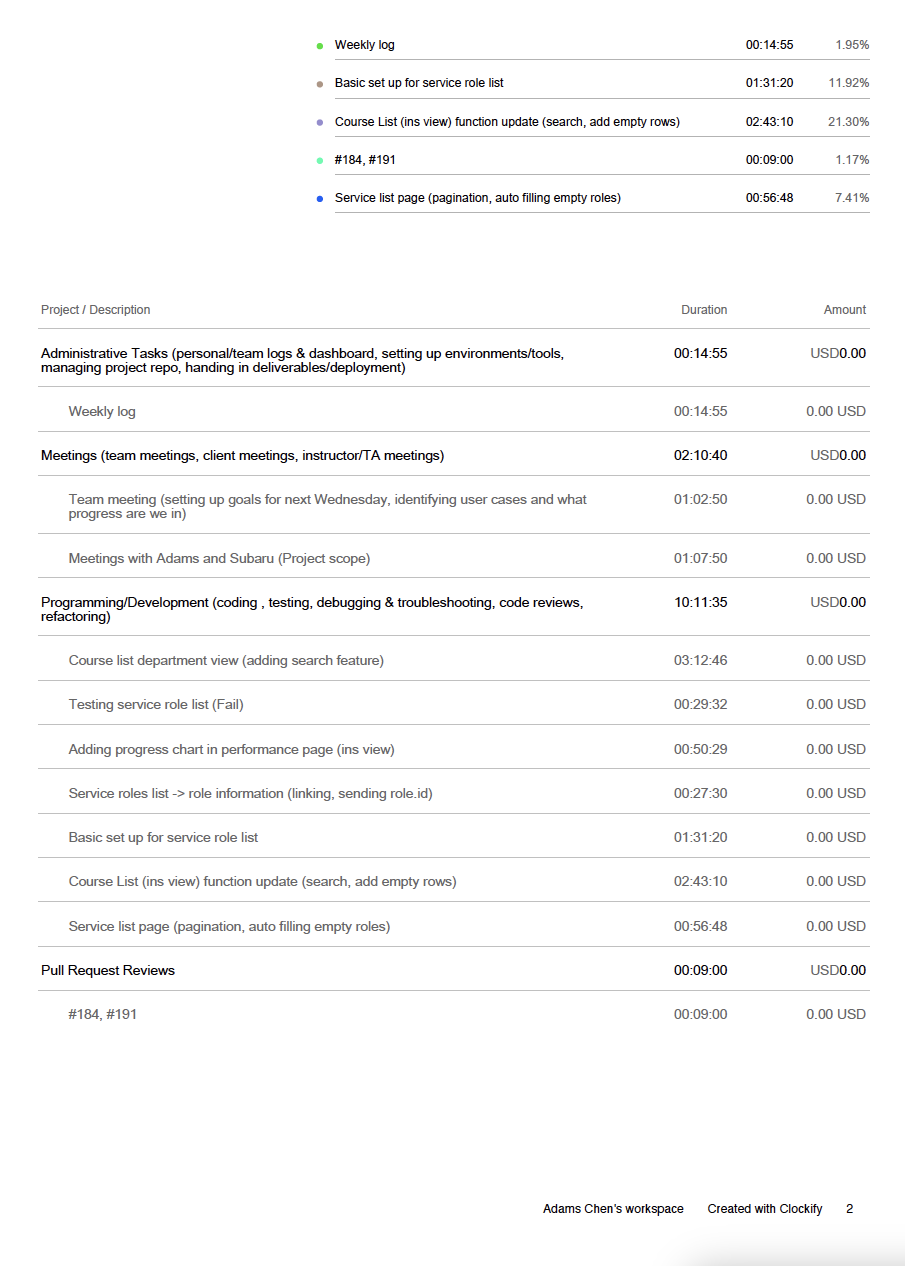 Weekly log 00:14:55 1.95%
Basic set up for service role list 01:31:20 11.92%
Course List (ins view) function update (search, add empty rows) 02:43:10 21.30%
#184, #191 00:09:00 1.17%
Service list page (pagination, auto filling empty roles) 00:56:48 7.41%
Project / Description Duration Amount
Administrative Tasks (personal/team logs & dashboard, setting up environments/tools, 00:14:55 USD0.00
managing project repo, handing in deliverables/deployment)
Weekly log 00:14:55 0.00 USD
Meetings (team meetings, client meetings, instructor/TA meetings) 02:10:40 USD0.00
Team meeting (setting up goals for next Wednesday, identifying user cases and what 01:02:50 0.00 USD
progress are we in)
Meetings with Adams and Subaru (Project scope) 01:07:50 0.00 USD
Programming/Development (coding , testing, debugging & troubleshooting, code reviews, 10:11:35 USD0.00
refactoring)
Course list department view (adding search feature) 03:12:46 0.00 USD
Testing service role list (Fail) 00:29:32 0.00 USD
Adding progress chart in performance page (ins view) 00:50:29 0.00 USD
Service roles list -> role information (linking, sending role.id) 00:27:30 0.00 USD
Basic set up for service role list 01:31:20 0.00 USD
Course List (ins view) function update (search, add empty rows) 02:43:10 0.00 USD
Service list page (pagination, auto filling empty roles) 00:56:48 0.00 USD
Pull Request Reviews 00:09:00 USD0.00
#184, #191 00:09:00 0.00 USD
Adams Chen's workspace Created with Clockify 2